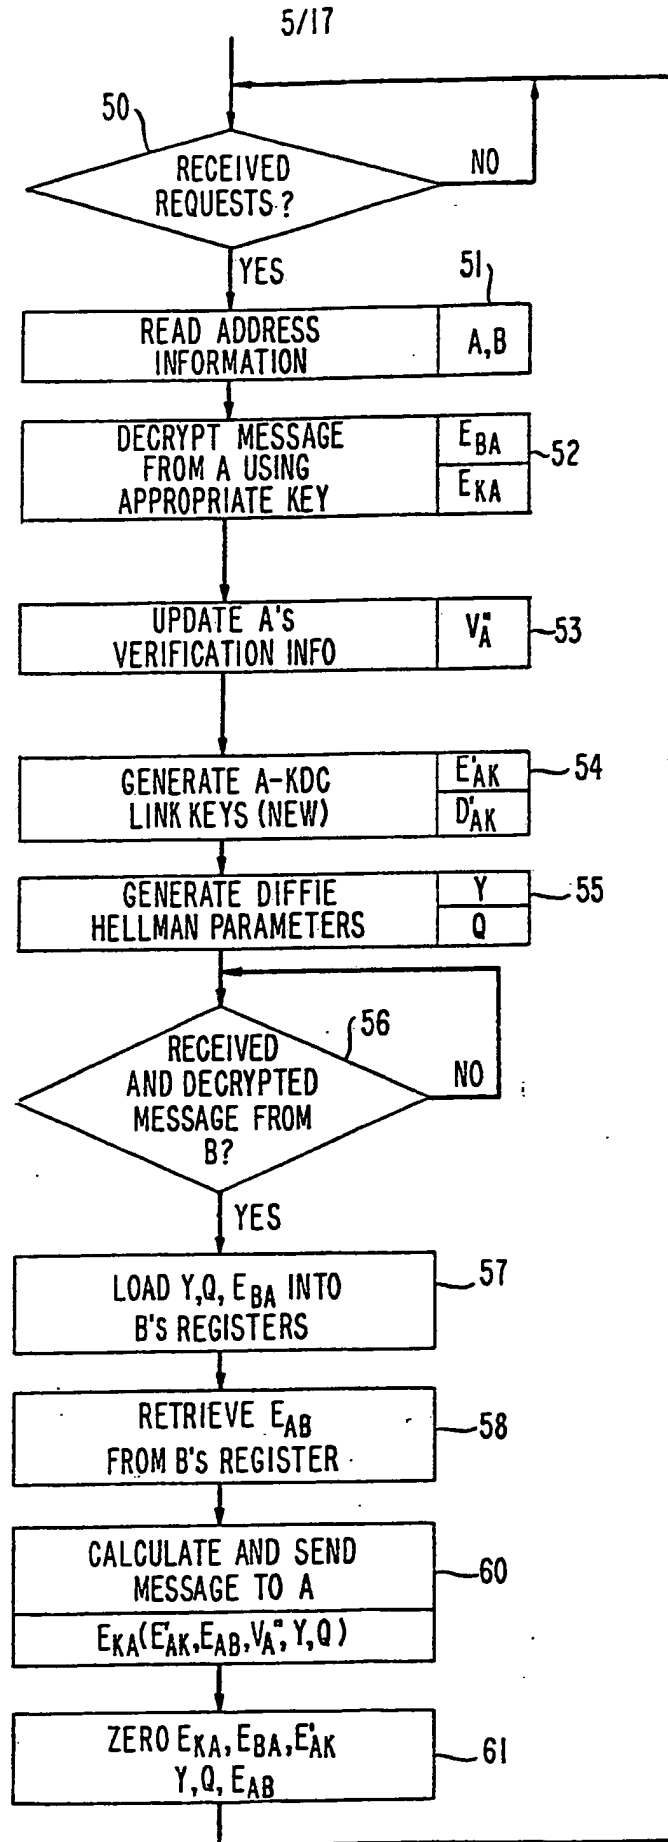 5/17
50
RECEIVED
REQUESTS?
NO
YES
51
READ ADDRESS
INFORMATION
A,B
DECRYPT MESSAGE
FROM A USING
APPROPRIATE KEY
E_BA
E_KA
52
UPDATE A'S
VERIFICATION INFO
V_A"
53
GENERATE A-KDC
LINK KEYS (NEW)
E'_AK
D'_AK
54
GENERATE DIFFIE
HELLMAN PARAMETERS
Y
Q
55
56
RECEIVED
AND DECRYPTED
MESSAGE FROM
B?
NO
YES
LOAD Y,Q, E_BA INTO
B'S REGISTERS
57
RETRIEVE E_AB
FROM B'S REGISTER
58
CALCULATE AND SEND
MESSAGE TO A
60
E_KA(E'_AK, E_AB, V_A", Y, Q)
ZERO E_KA, E_BA, E'_AK
Y,Q, E_AB
61